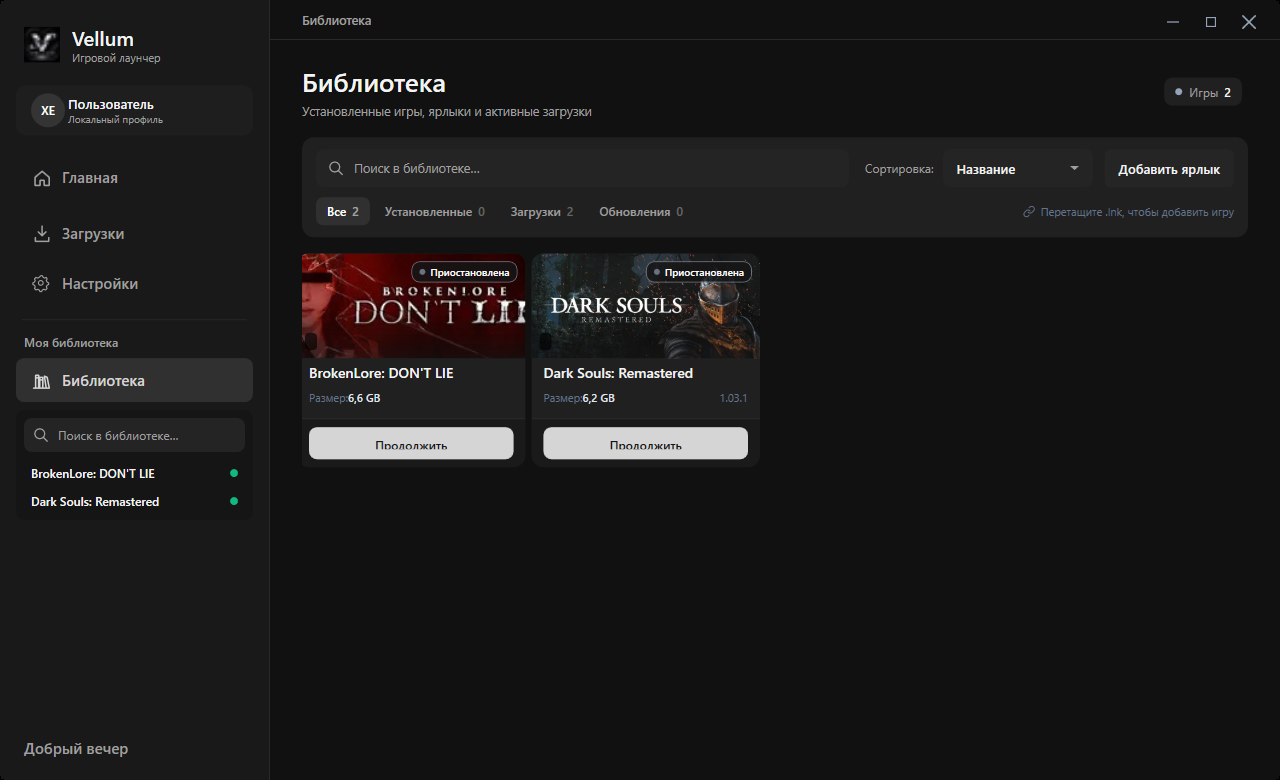 Vellum
Игровой лаунчер
XE
Пользователь
Локальный профиль
Главная
Загрузки
Настройки
Моя библиотека
Библиотека
Поиск в библиотеке...
BrokenLore: DON'T LIE
Dark Souls: Remastered
Добрый вечер
Библиотека
Библиотека
Установленные игры, ярлыки и активные загрузки
Игры 2
Поиск в библиотеке...
Сортировка:
Название
Добавить ярлык
Все 2
Установленные 0
Загрузки 2
Обновления 0
Перетащите .lnk, чтобы добавить игру
Приостановлена
BROKENLORE
DON'T LIE
BrokenLore: DON'T LIE
Размер:6,6 GB
Продолжить
Приостановлена
DARK SOULS
REMASTERED
Dark Souls: Remastered
Размер:6,2 GB
1.03.1
Продолжить